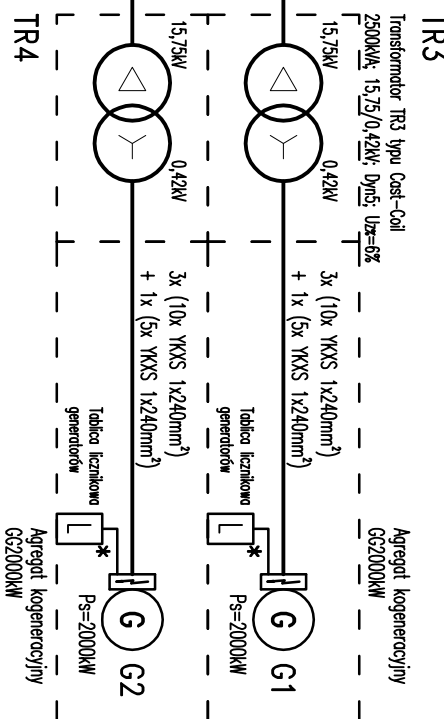 TR3
Transformator TR3 typu Cast-Coil
2500kVA; 15,75/0,42kV; Dyn5; Uz%=6%
15,75kV
0,42kV
3x (10x YKXS 1x240mm²)
+ 1x (5x YKXS 1x240mm²)
Tablica licznikowa
generatorów
L
*
G
G1
Ps=2000kW
Agregat kogeneracyjny
GG2000kW
TR4
15,75kV
0,42kV
3x (10x YKXS 1x240mm²)
+ 1x (5x YKXS 1x240mm²)
Tablica licznikowa
generatorów
L
*
G
G2
Ps=2000kW
Agregat kogeneracyjny
GG2000kW